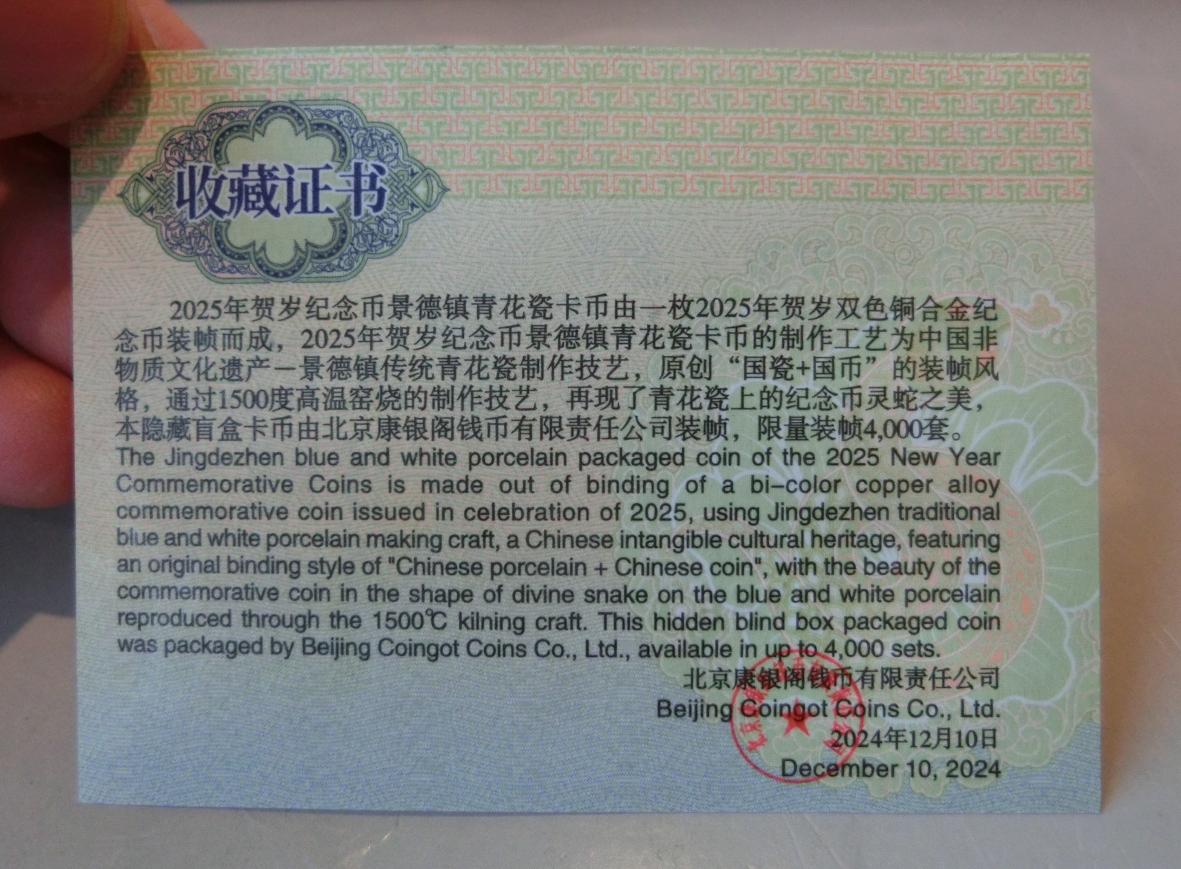 收藏证书
2025年贺岁纪念币景德镇青花瓷卡币由一枚2025年贺岁双色铜合金纪
念币装帧而成，2025年贺岁纪念币景德镇青花瓷卡币的制作工艺为中国非
物质文化遗产－景德镇传统青花瓷制作技艺，原创“国瓷+国币”的装帧风
格，通过1500度高温窑烧的制作技艺，再现了青花瓷上的纪念币灵蛇之美，
本隐藏盲盒卡币由北京康银阁钱币有限责任公司装帧，限量装帧4,000套。
The Jingdezhen blue and white porcelain packaged coin of the 2025 New Year
Commemorative Coins is made out of binding of a bi–color copper alloy
commemorative coin issued in celebration of 2025, using Jingdezhen traditional
blue and white porcelain making craft, a Chinese intangible cultural heritage, featuring
an original binding style of "Chinese porcelain + Chinese coin", with the beauty of the
commemorative coin in the shape of divine snake on the blue and white porcelain
reproduced through the 1500℃ kilning craft. This hidden blind box packaged coin
was packaged by Beijing Coingot Coins Co., Ltd., available in up to 4,000 sets.
北京康银阁钱币有限责任公司
Beijing Coingot Coins Co., Ltd.
2024年12月10日
December 10, 2024